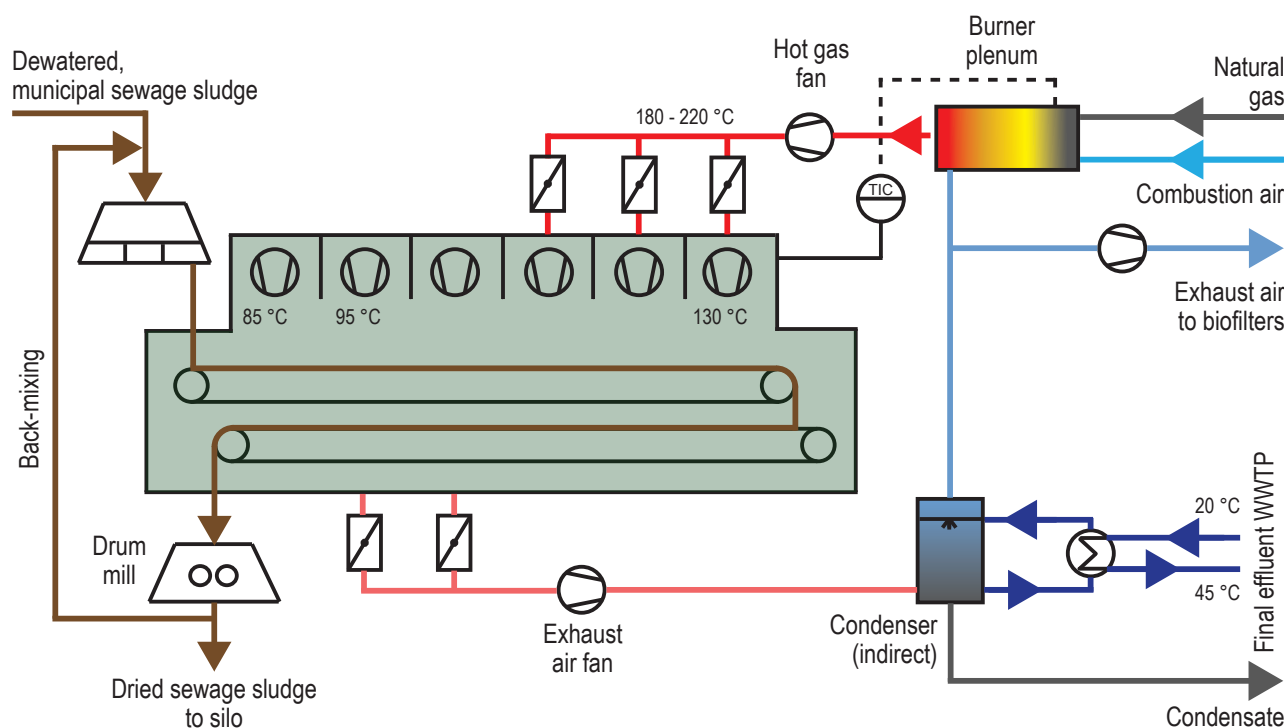 Dewatered,
municipal sewage sludge
Hot gas
fan
Burner
plenum
Natural
gas
180 - 220 °C
TIC
Combustion air
Exhaust air
to biofilters
85 °C
95 °C
130 °C
Back-mixing
Drum
mill
Exhaust
air fan
Dried sewage sludge
to silo
Condenser
(indirect)
20 °C
45 °C
Final effluent WWTP
Condensate